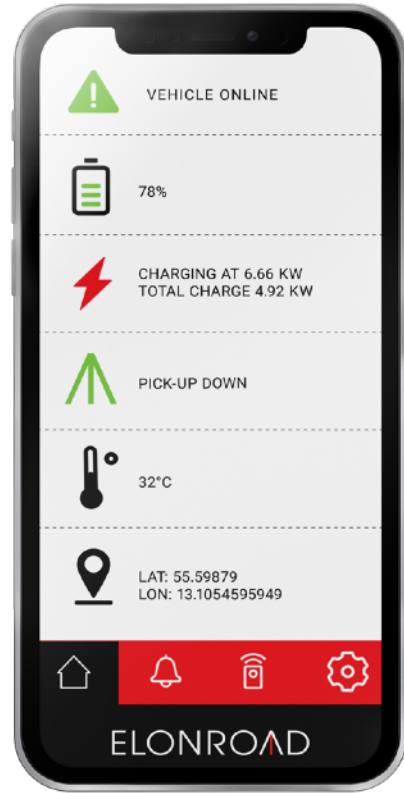 VEHICLE ONLINE
78%
CHARGING AT 6.66 KW
TOTAL CHARGE 4.92 KW
PICK-UP DOWN
32°C
LAT: 55.59879
LON: 13.1054595949
ELONROAD